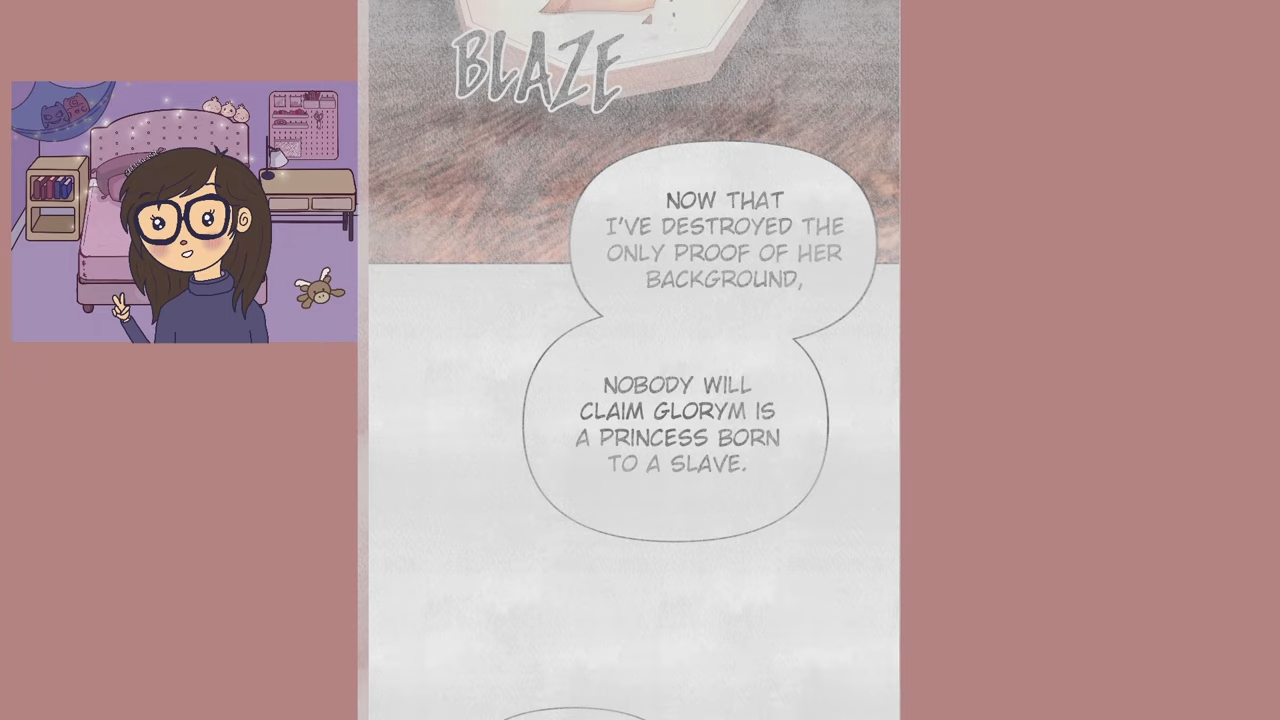 BLAZE
NOW THAT
I'VE DESTROYED THE
ONLY PROOF OF HER
BACKGROUND,
NOBODY WILL
CLAIM GLORYM IS
A PRINCESS BORN
TO A SLAVE.